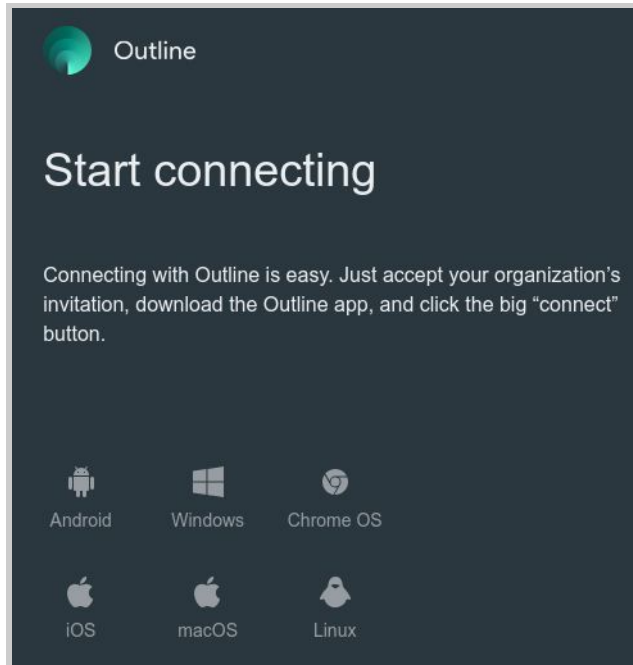 Outline
Start connecting
Connecting with Outline is easy. Just accept your organization’s
invitation, download the Outline app, and click the big “connect”
button.
Android Windows Chrome OS
iOS macOS Linux